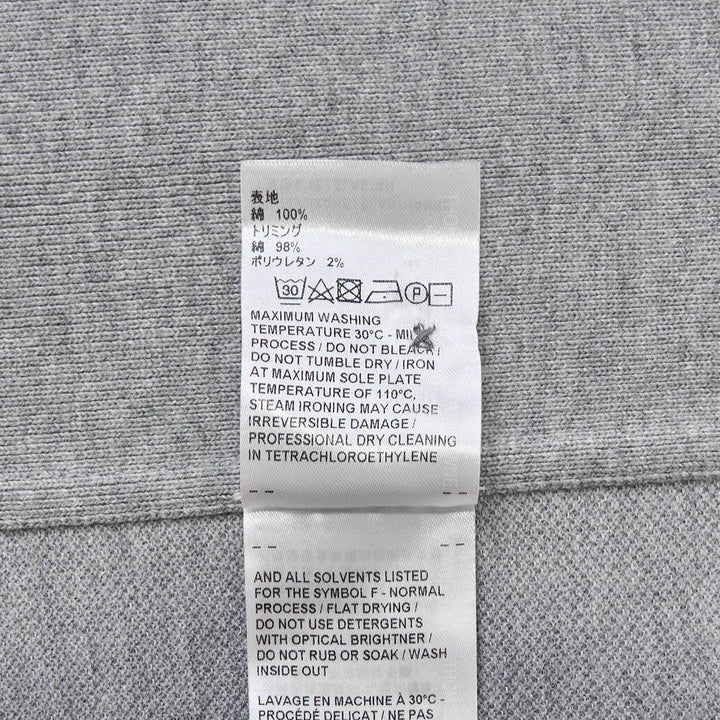 表地
綿 100%
トリミング
綿 98%
ポリウレタン 2%
30 P
MAXIMUM WASHING
TEMPERATURE 30°C -
PROCESS / DO NOT BLEACH /
DO NOT TUMBLE DRY / IRON
AT MAXIMUM SOLE PLATE
TEMPERATURE OF 110°C,
STEAM IRONING MAY CAUSE
IRREVERSIBLE DAMAGE /
PROFESSIONAL DRY CLEANING
IN TETRACHLOROETHYLENE
AND ALL SOLVENTS LISTED
FOR THE SYMBOL F - NORMAL
PROCESS / FLAT DRYING /
DO NOT USE DETERGENTS
WITH OPTICAL BRIGHTNER /
DO NOT RUB OR SOAK / WASH
INSIDE OUT
LAVAGE EN MACHINE À 30°C -
PROCÉDÉ DÉLICAT / NE PAS